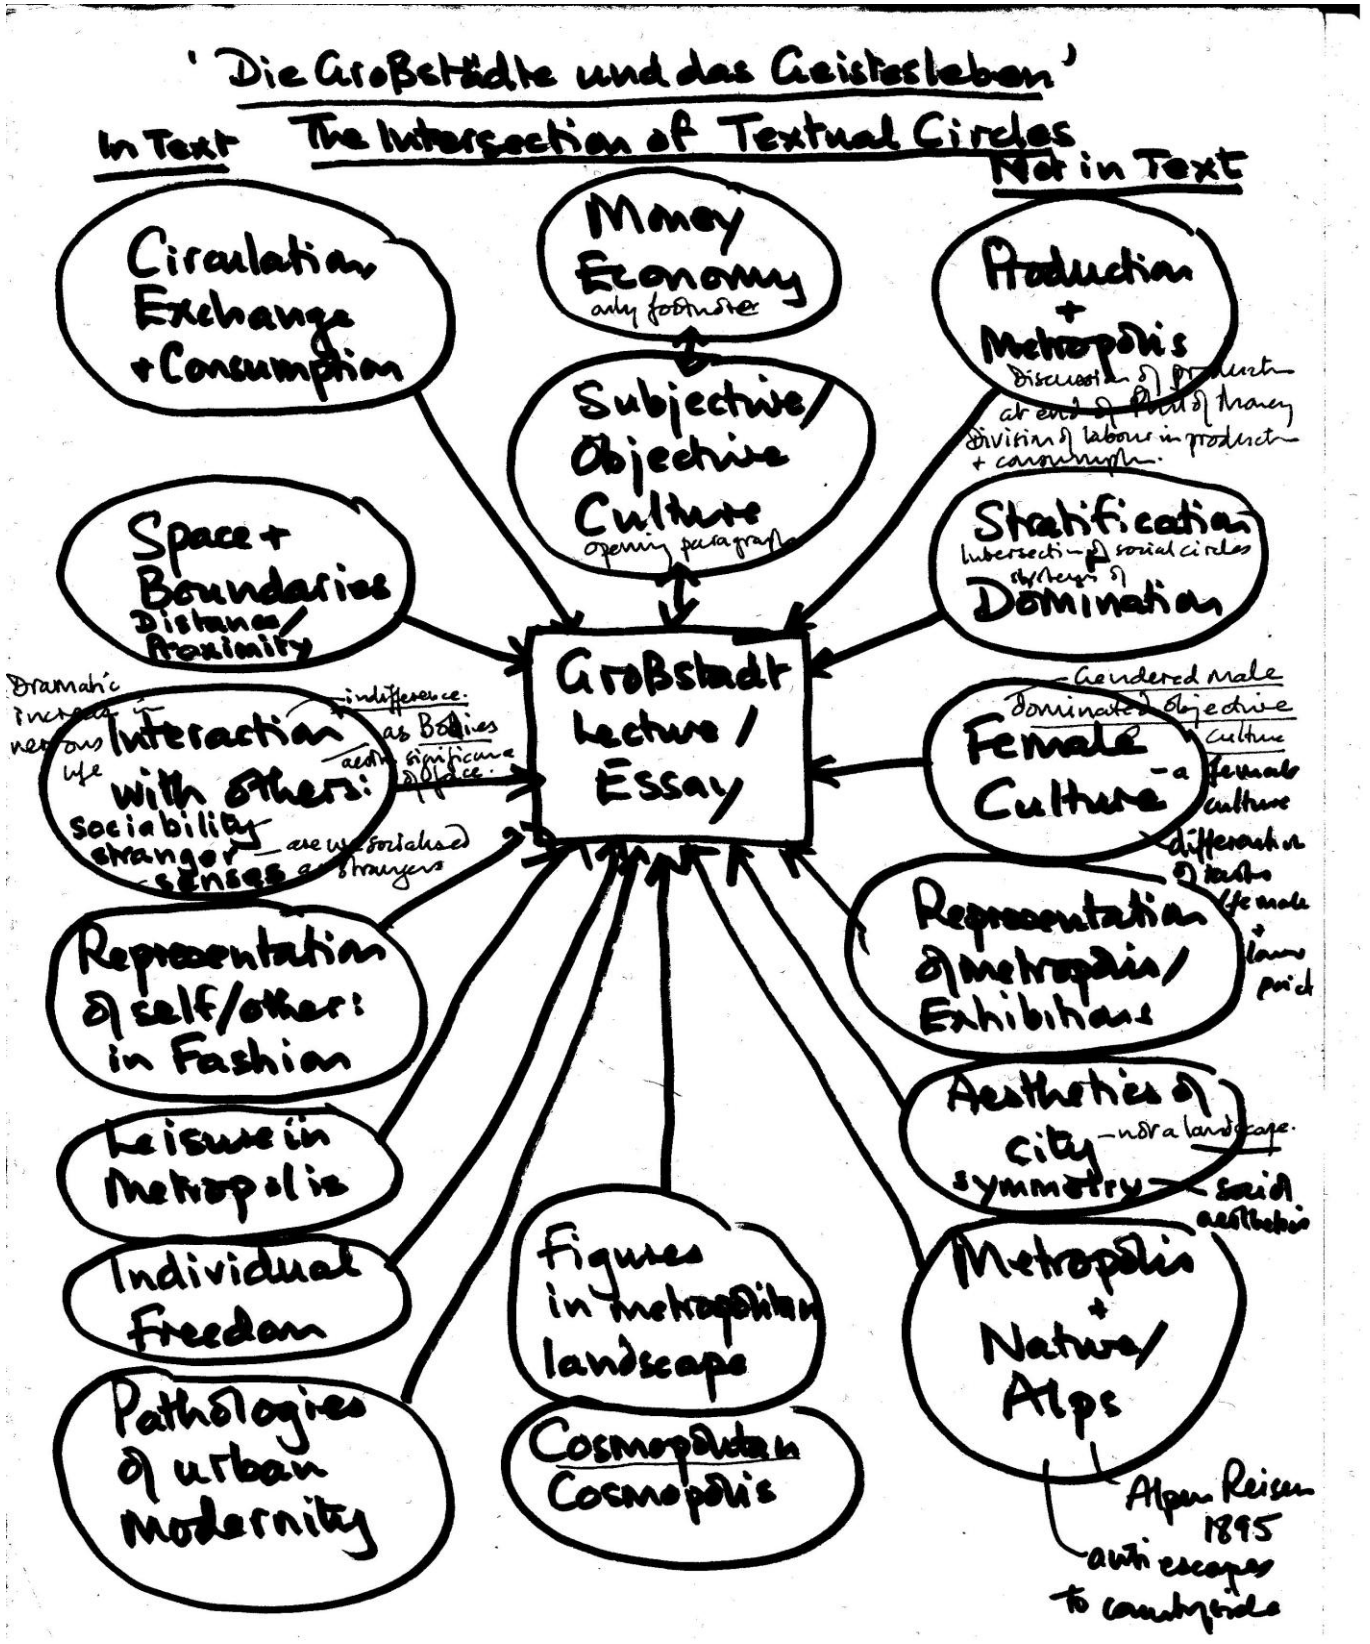 'Die Großstädte und das Geistesleben'
The Intersection of Textual Circles
In Text
Not in Text
Circulation
Exchange
+ Consumption
Money
Economy
only footnote
Production
+
Metropolis
Discussion of production
at end of Phil of Money
Division of labour in production
+ consumption.
Subjective/
Objective
Culture
opening paragraph
Space +
Boundaries
Distance/
Proximity
Stratification
Intersection of social circles
systems of
Domination
Großstadt
Lecture /
Essay
Dramatic
increase in
nervous
life
Interaction
with others:
sociability
stranger
- senses
- indifference.
as Bodies
- aesth. significance
of face.
- are we socialised
as strangers
- Gendered male
dominated objective
culture
Female
Culture
- a female
culture
- differentiation
of tasks
female
+
Representation
of self/other:
in Fashion
Representation
of metropolis/
Exhibitions
Leisure in
Metropolis
Aesthetics of
city
- not a landscape.
symmetry
- social
aesthetics
Individual
Freedom
Figures
in metropolitan
landscape
Metropolis
+
Nature/
Alps
Pathologies
of urban
modernity
Cosmopolitan
Cosmopolis
Alpen Reisen
1895
anti escapes
to countryside